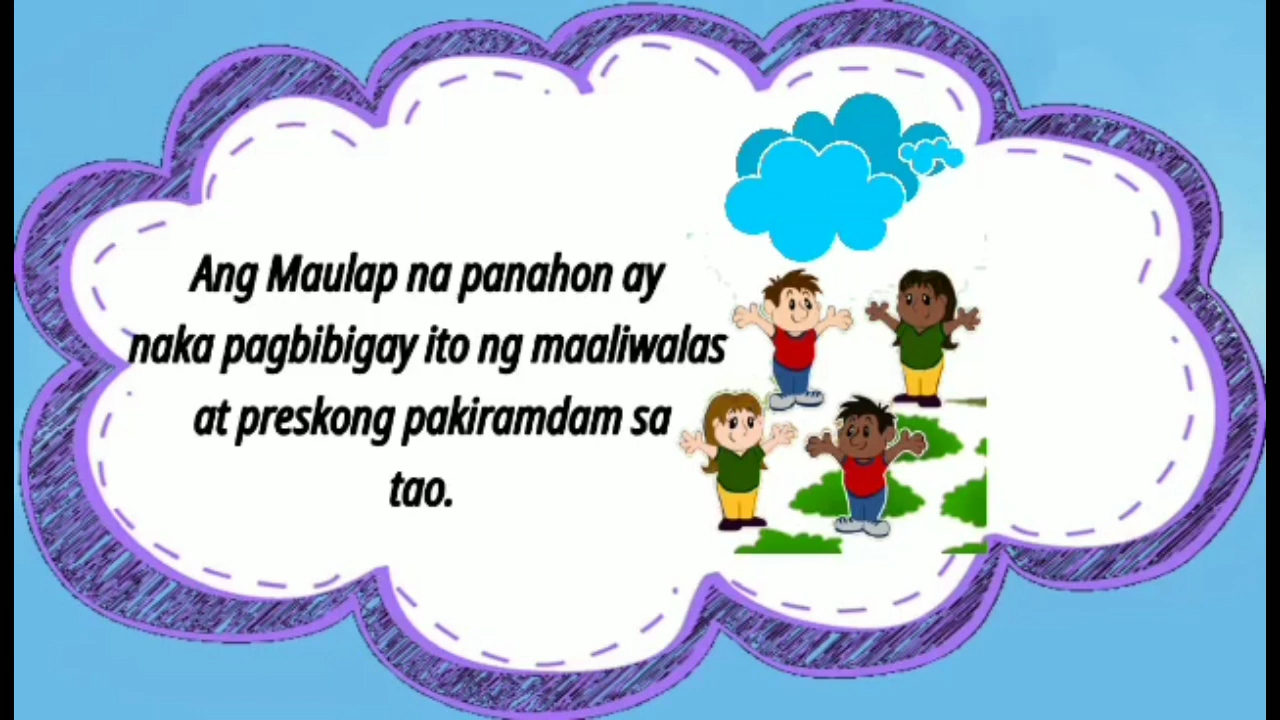 Ang Maulap na panahon ay
naka pagbibigay ito ng maaliwalas
at preskong pakiramdam sa
tao.